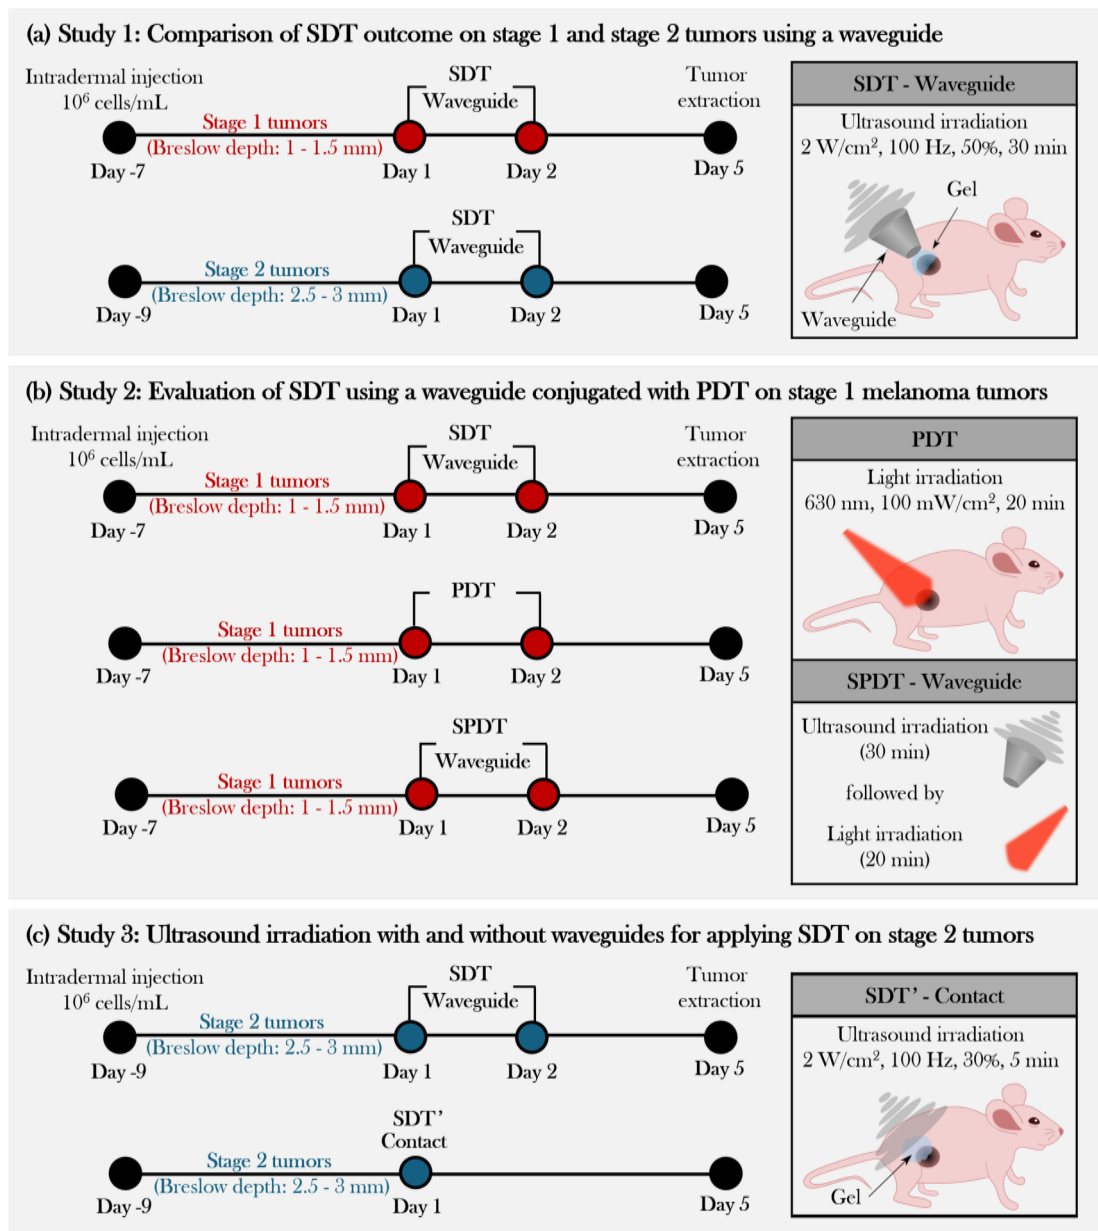 (a) Study 1: Comparison of SDT outcome on stage 1 and stage 2 tumors using a waveguide
Intradermal injection
10⁶ cells/mL
SDT
Waveguide
Tumor
extraction
Stage 1 tumors
(Breslow depth: 1 - 1.5 mm)
Day -7
Day 1
Day 2
Day 5
SDT
Waveguide
Stage 2 tumors
(Breslow depth: 2.5 - 3 mm)
Day -9
Day 1
Day 2
Day 5
SDT - Waveguide
Ultrasound irradiation
2 W/cm², 100 Hz, 50%, 30 min
Gel
Waveguide
(b) Study 2: Evaluation of SDT using a waveguide conjugated with PDT on stage 1 melanoma tumors
Intradermal injection
10⁶ cells/mL
SDT
Waveguide
Tumor
extraction
Stage 1 tumors
(Breslow depth: 1 - 1.5 mm)
Day -7
Day 1
Day 2
Day 5
PDT
Stage 1 tumors
(Breslow depth: 1 - 1.5 mm)
Day -7
Day 1
Day 2
Day 5
SPDT
Waveguide
Stage 1 tumors
(Breslow depth: 1 - 1.5 mm)
Day -7
Day 1
Day 2
Day 5
PDT
Light irradiation
630 nm, 100 mW/cm², 20 min
SPDT - Waveguide
Ultrasound irradiation
(30 min)
followed by
Light irradiation
(20 min)
(c) Study 3: Ultrasound irradiation with and without waveguides for applying SDT on stage 2 tumors
Intradermal injection
10⁶ cells/mL
SDT
Waveguide
Tumor
extraction
Stage 2 tumors
(Breslow depth: 2.5 - 3 mm)
Day -9
Day 1
Day 2
Day 5
SDT’
Contact
Stage 2 tumors
(Breslow depth: 2.5 - 3 mm)
Day -9
Day 1
Day 5
SDT’ - Contact
Ultrasound irradiation
2 W/cm², 100 Hz, 30%, 5 min
Gel